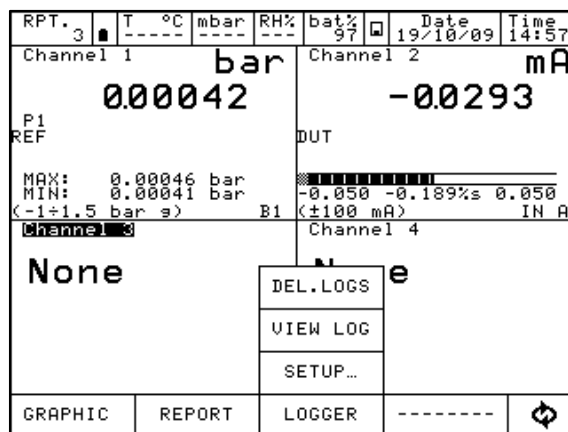 RPT. 3 T °C ----- mbar ---- RH% --- bat% 97 Date 19/10/09 Time 14:57
Channel 1 bar
0.00042
P1
REF
MAX: 0.00046 bar
MIN: 0.00041 bar
(-1÷1.5 bar g) B1
Channel 2 mA
-0.0293
DUT
-0.050 -0.189%s 0.050
(±100 mA) IN A
Channel 3
None
Channel 4
DEL.LOGS
VIEW LOG
SETUP…
GRAPHIC REPORT LOGGER --------